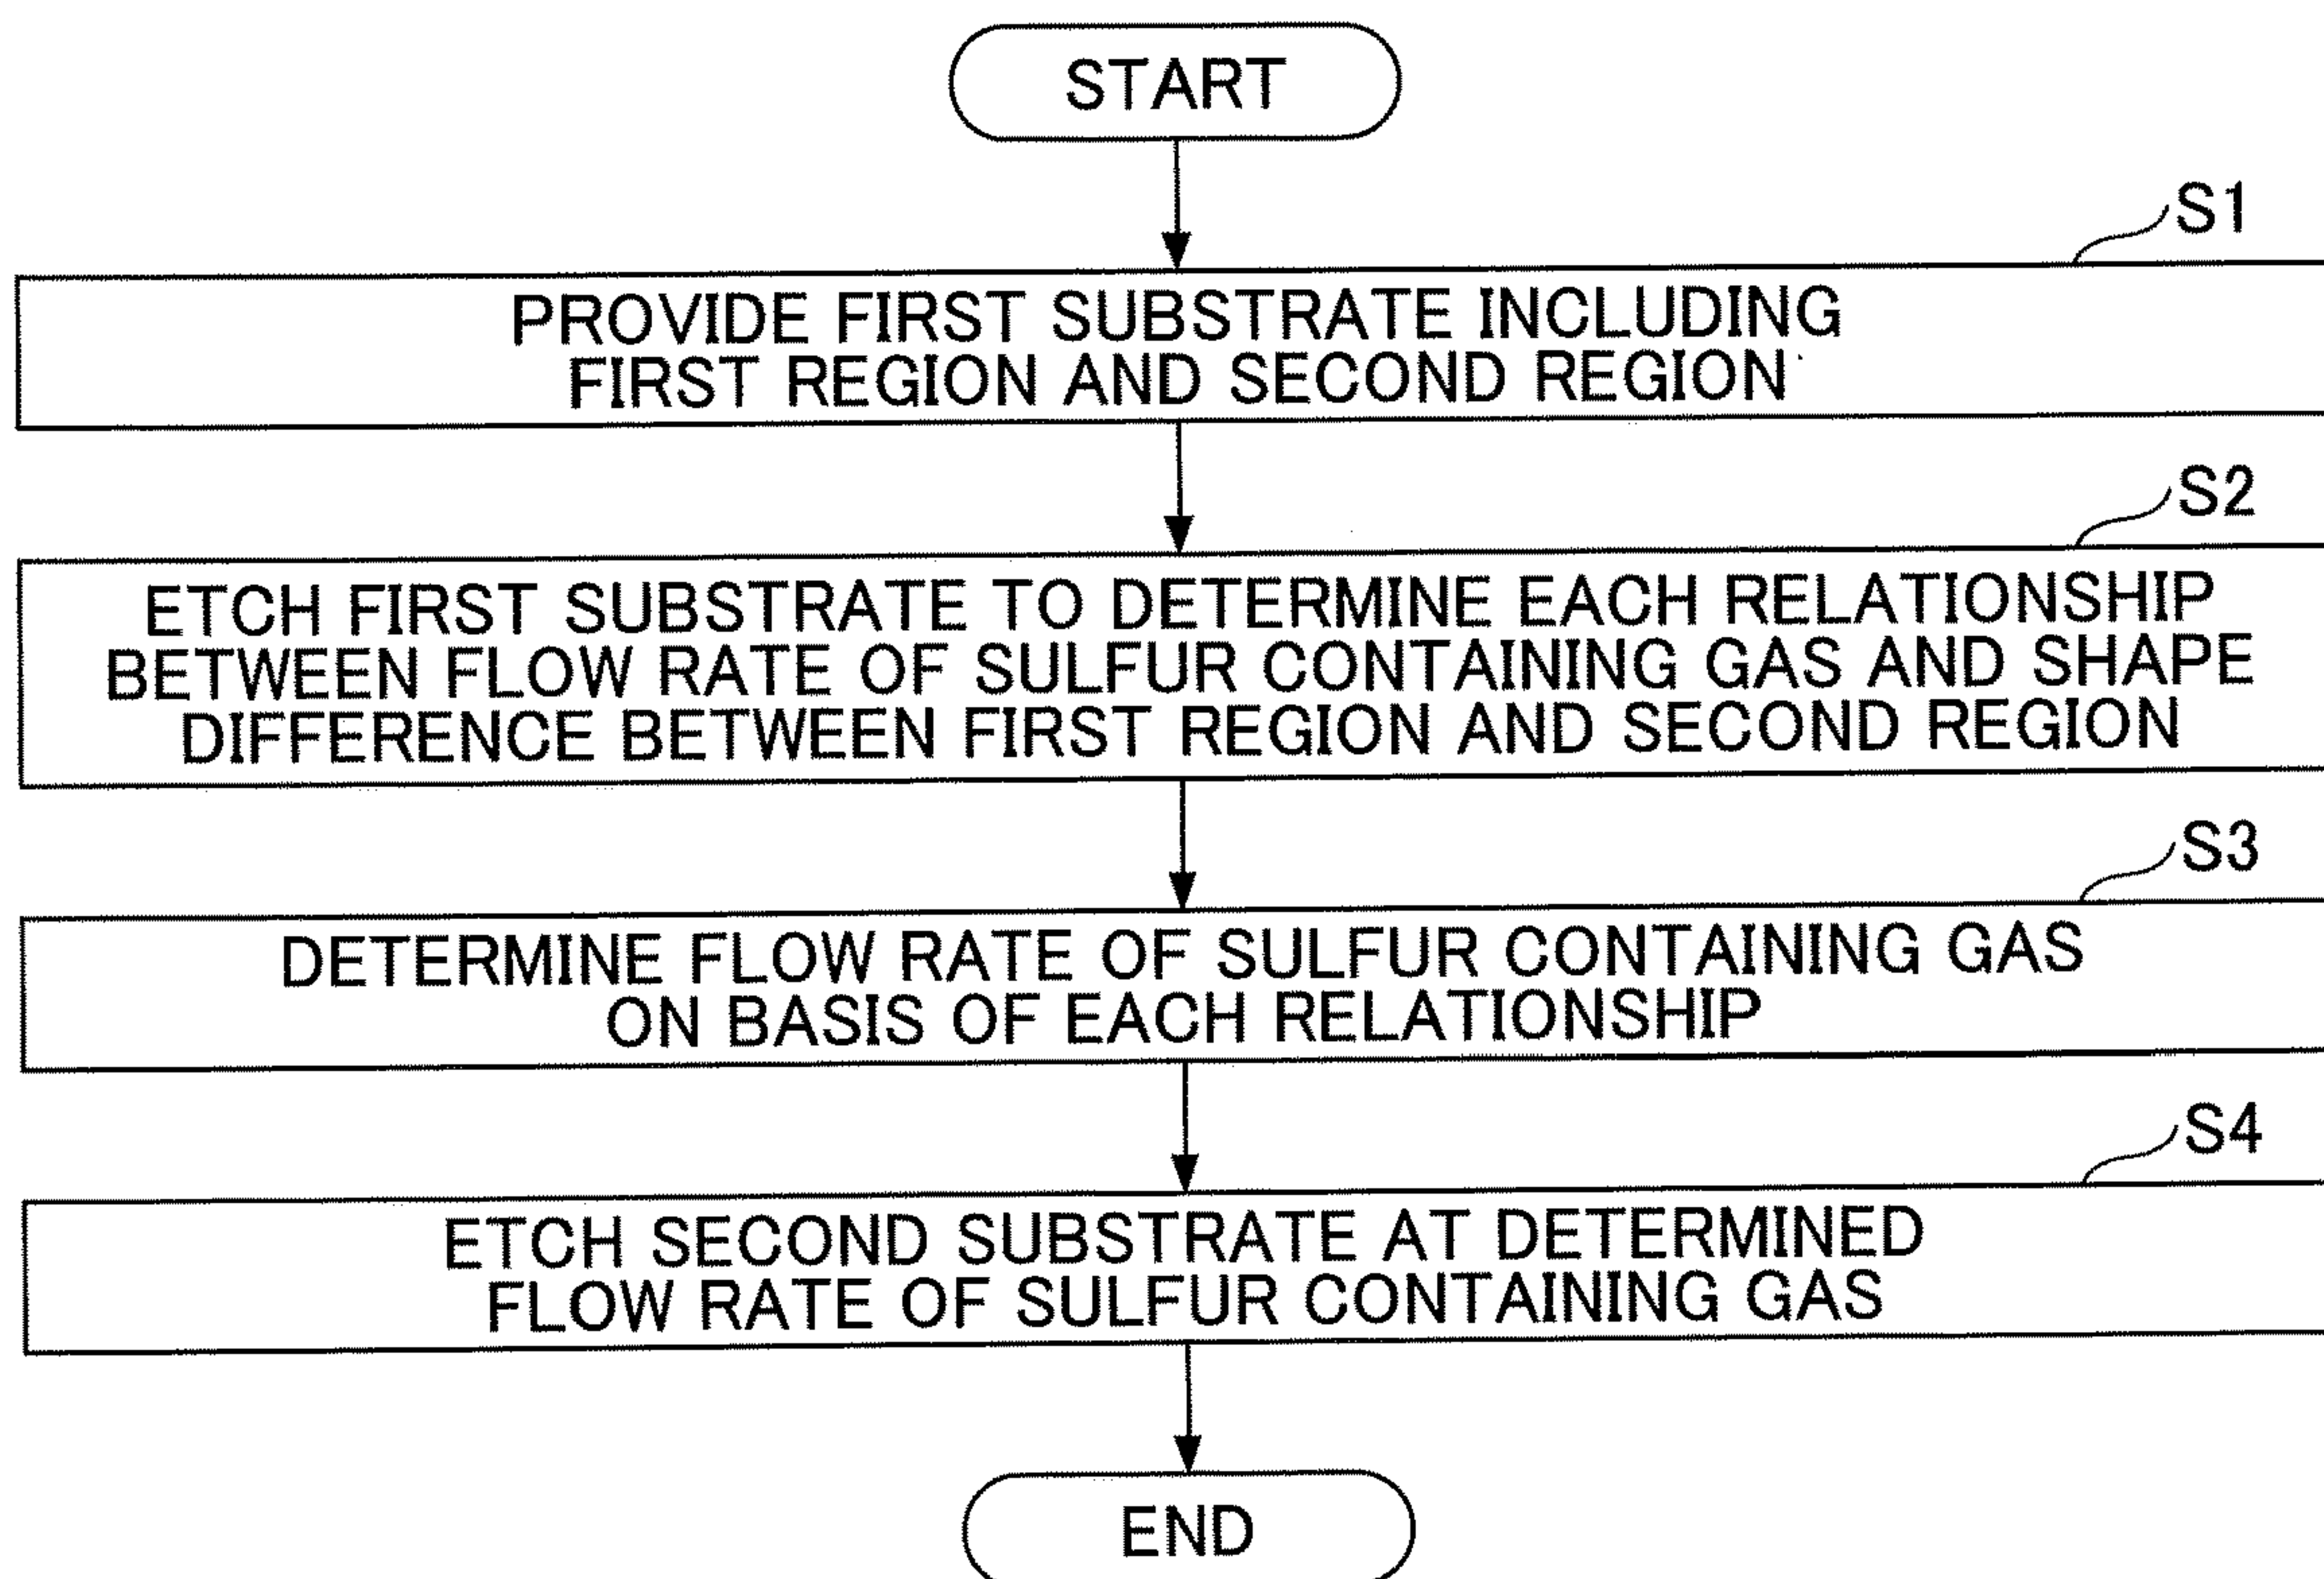 START
S1
PROVIDE FIRST SUBSTRATE INCLUDING
FIRST REGION AND SECOND REGION
S2
ETCH FIRST SUBSTRATE TO DETERMINE EACH RELATIONSHIP
BETWEEN FLOW RATE OF SULFUR CONTAINING GAS AND SHAPE
DIFFERENCE BETWEEN FIRST REGION AND SECOND REGION
S3
DETERMINE FLOW RATE OF SULFUR CONTAINING GAS
ON BASIS OF EACH RELATIONSHIP
S4
ETCH SECOND SUBSTRATE AT DETERMINED
FLOW RATE OF SULFUR CONTAINING GAS
END